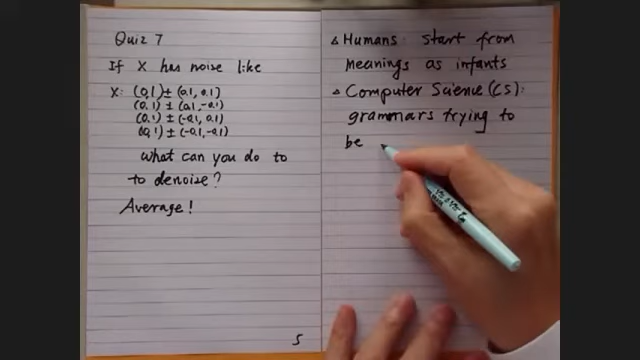 Quiz 7
If X has noise like
X: (0,1) ± (0.1, 0.1)
(0,1) ± (0.1, -0.1)
(0,1) ± (-0.1, 0.1)
(0,1) ± (-0.1, -0.1)
what can you do to
to denoize?
Average!
5
△ Humans: start from
meanings as infants
△ Computer Science (CS):
grammars trying to
be